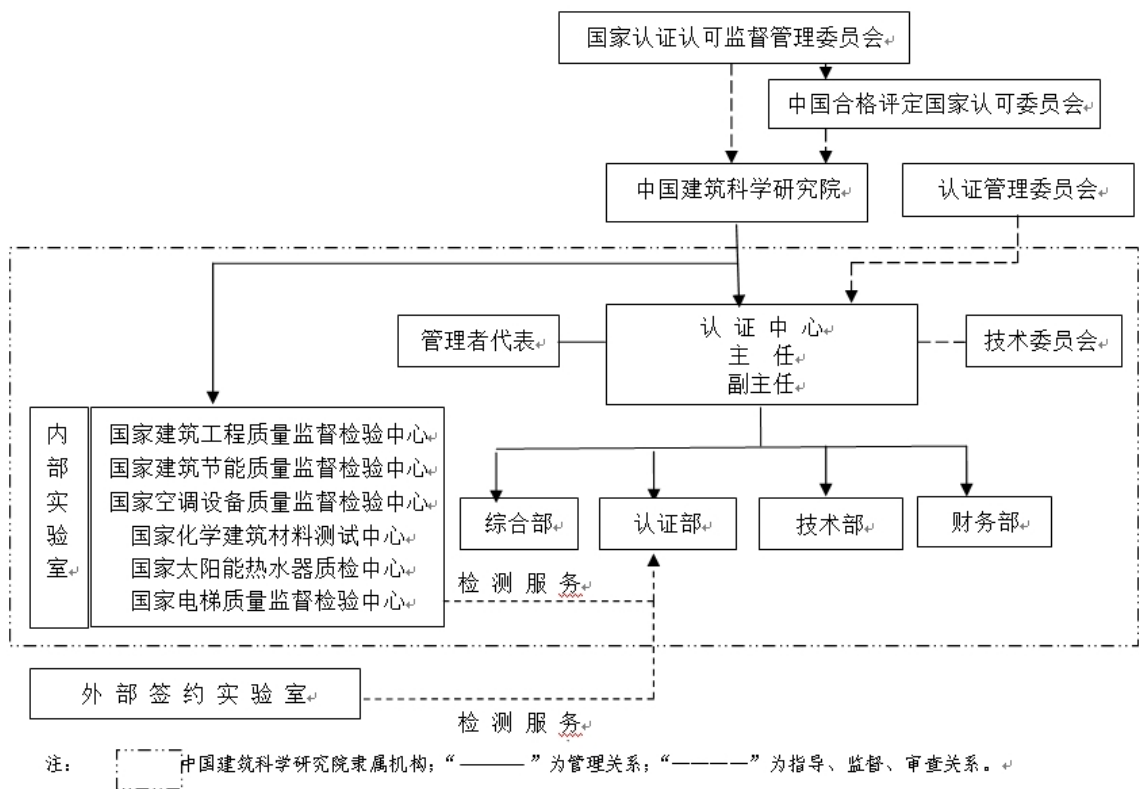 国家认证认可监督管理委员会
中国合格评定国家认可委员会
中国建筑科学研究院
认证管理委员会
管理者代表
认 证 中 心
主 任
副主任
技术委员会
内
部
实
验
室
国家建筑工程质量监督检验中心
国家建筑节能质量监督检验中心
国家空调设备质量监督检验中心
国家化学建筑材料测试中心
国家太阳能热水器质检中心
国家电梯质量监督检验中心
综合部
认证部
技术部
财务部
检 测 服 务
外 部 签 约 实 验 室
检 测 服 务
注： 中国建筑科学研究院隶属机构；“———”为管理关系；“————”为指导、监督、审查关系。